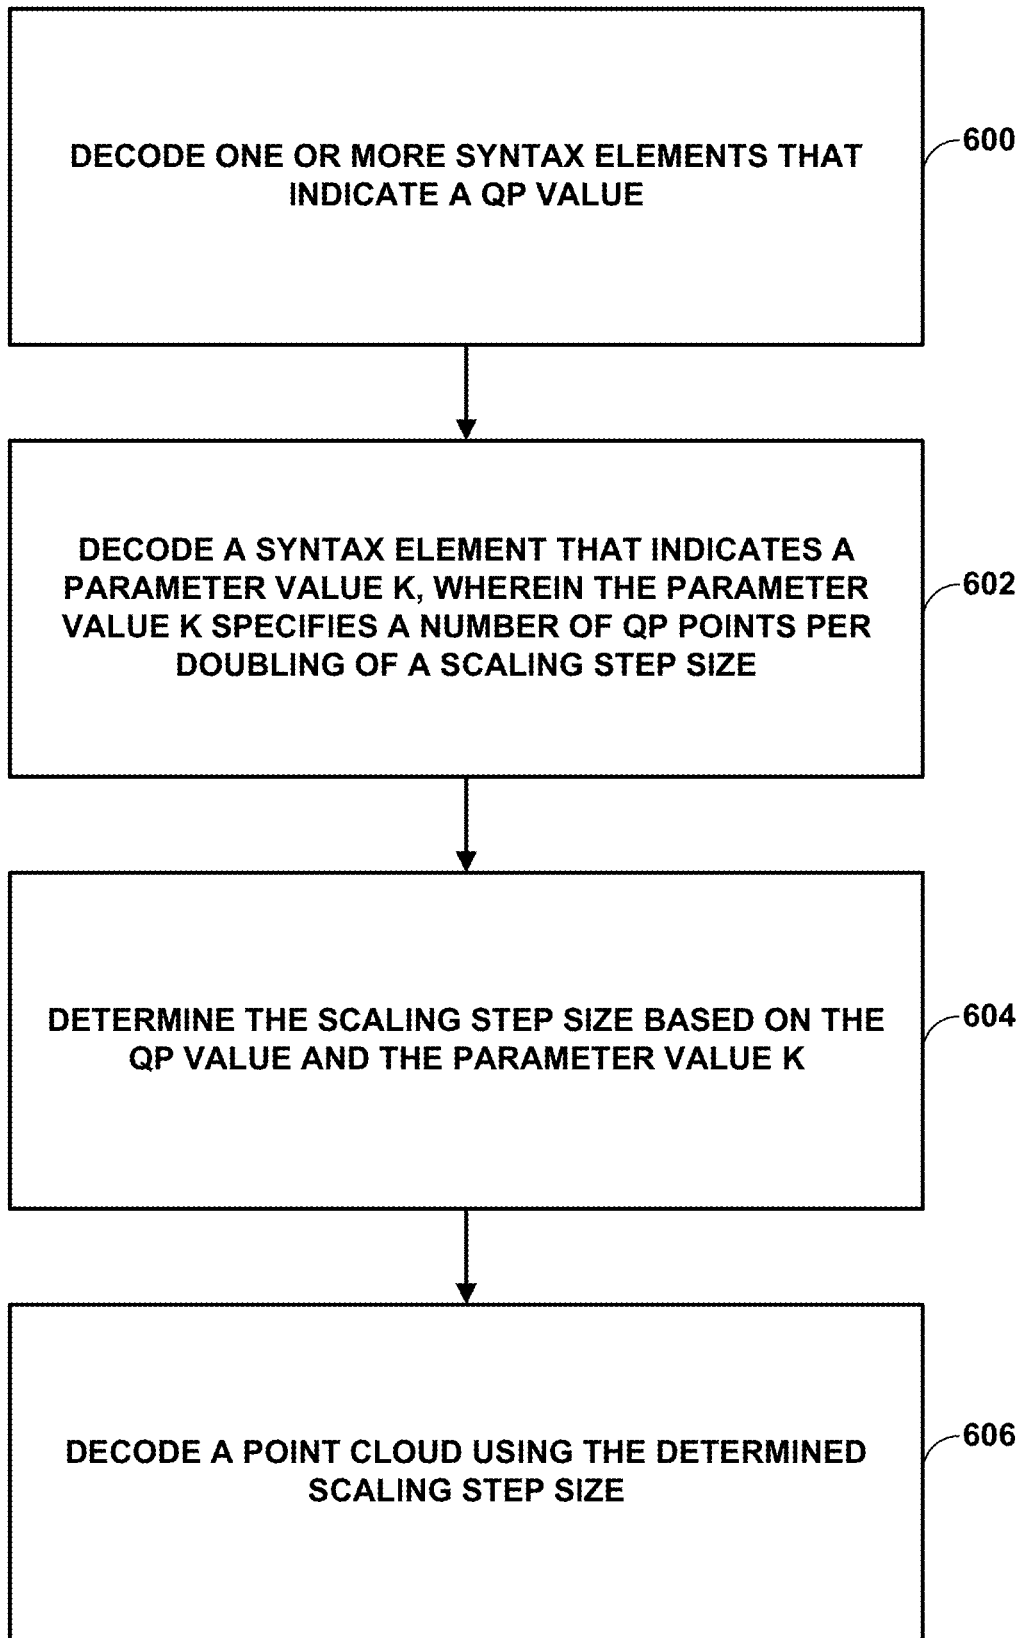 DECODE ONE OR MORE SYNTAX ELEMENTS THAT
INDICATE A QP VALUE
600
DECODE A SYNTAX ELEMENT THAT INDICATES A
PARAMETER VALUE K, WHEREIN THE PARAMETER
VALUE K SPECIFIES A NUMBER OF QP POINTS PER
DOUBLING OF A SCALING STEP SIZE
602
DETERMINE THE SCALING STEP SIZE BASED ON THE
QP VALUE AND THE PARAMETER VALUE K
604
DECODE A POINT CLOUD USING THE DETERMINED
SCALING STEP SIZE
606